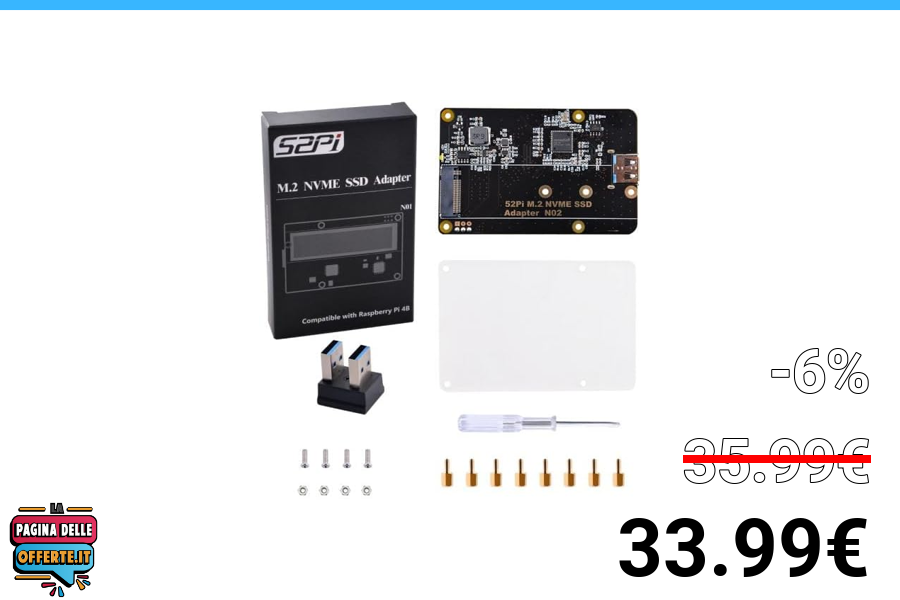 S2Pi
M.2 NVME SSD Adapter
N01
Compatible with Raspberry Pi 4B
52Pi M.2 NVME SSD
Adapter N02
-6%
35.99€
33.99€
LA
PAGINA DELLE
OFFERTE.IT